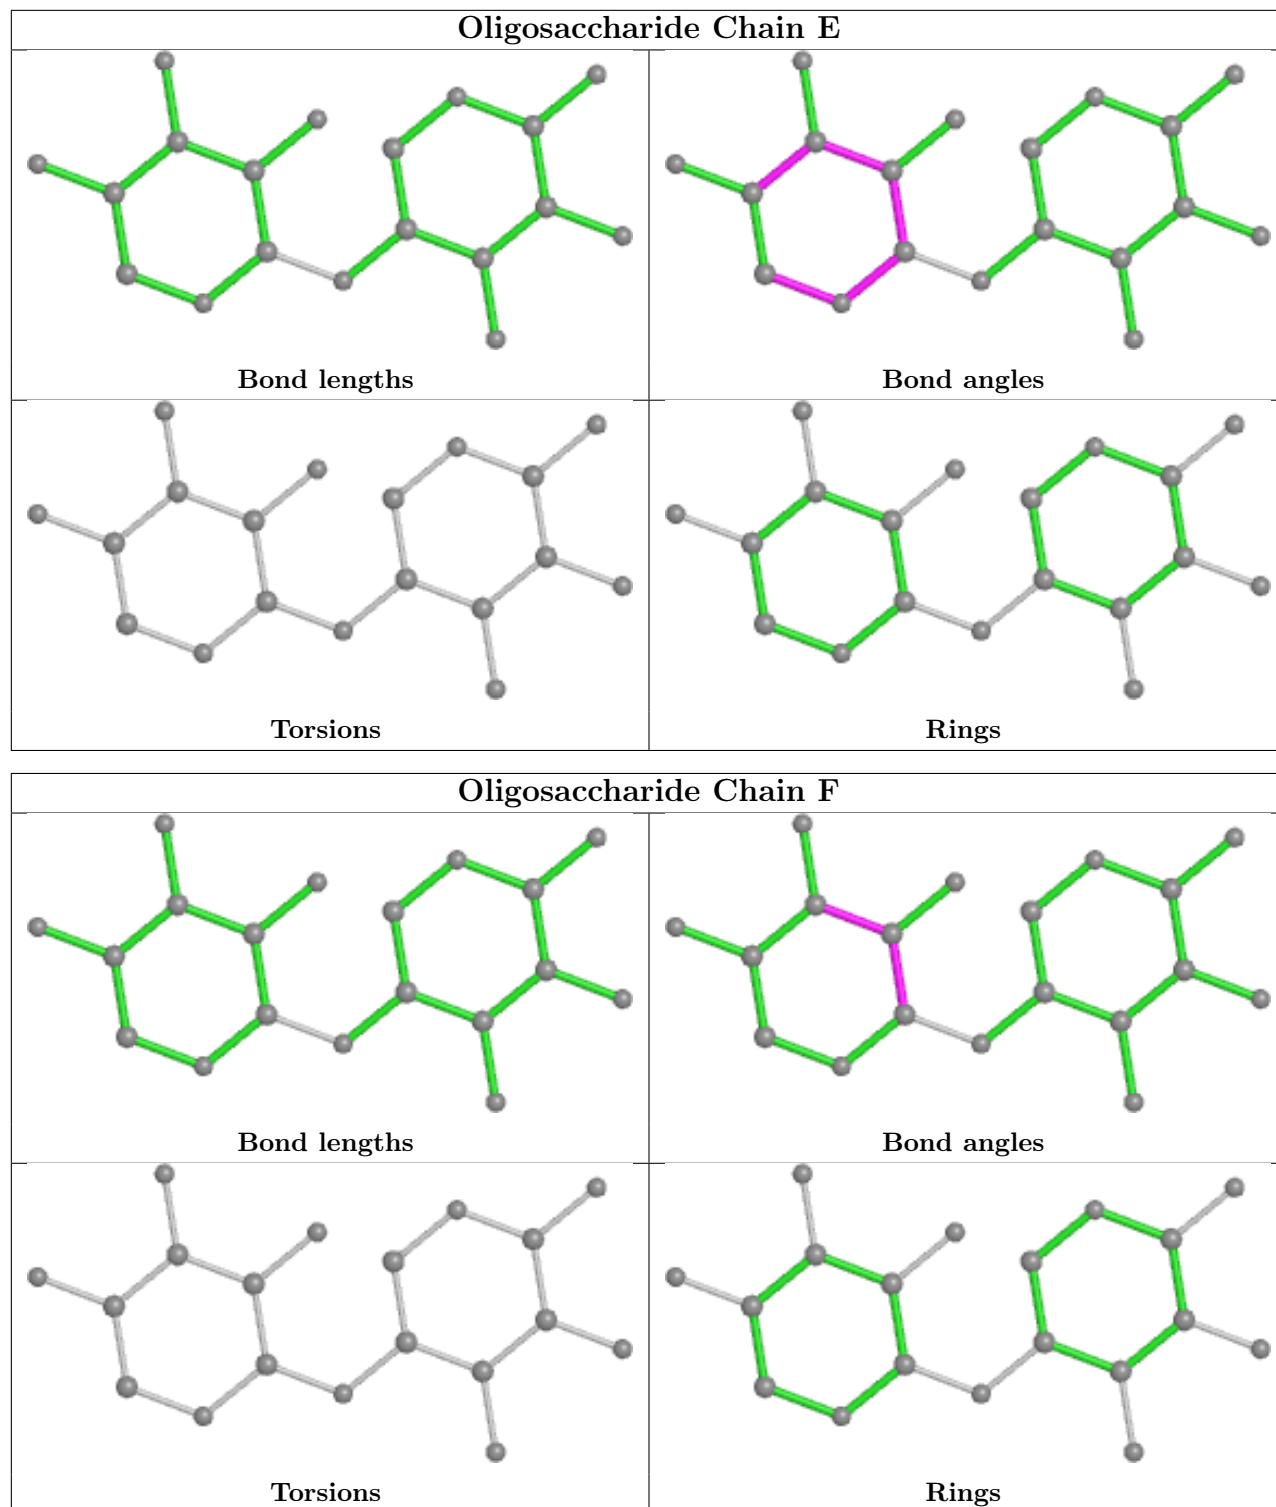 Oligosaccharide Chain E
Bond lengths
Bond angles
Torsions
Rings
Oligosaccharide Chain F
Bond lengths
Bond angles
Torsions
Rings